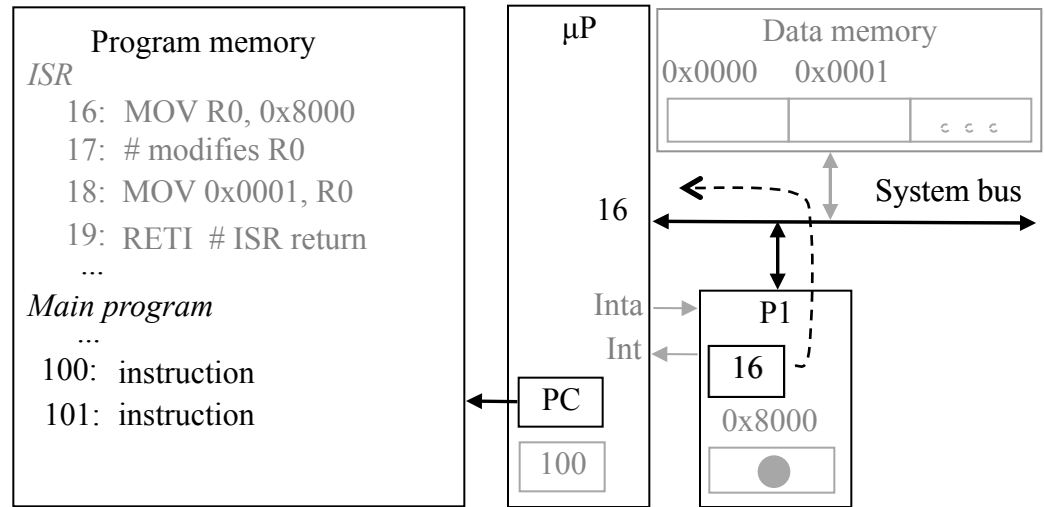 Program memory
ISR
16: MOV R0, 0x8000
17: # modifies R0
18: MOV 0x0001, R0
19: RETI # ISR return
...
Main program
...
100: instruction
101: instruction
μP
16
Inta
Int
PC
100
Data memory
0x0000 0x0001
System bus
P1
16
0x8000